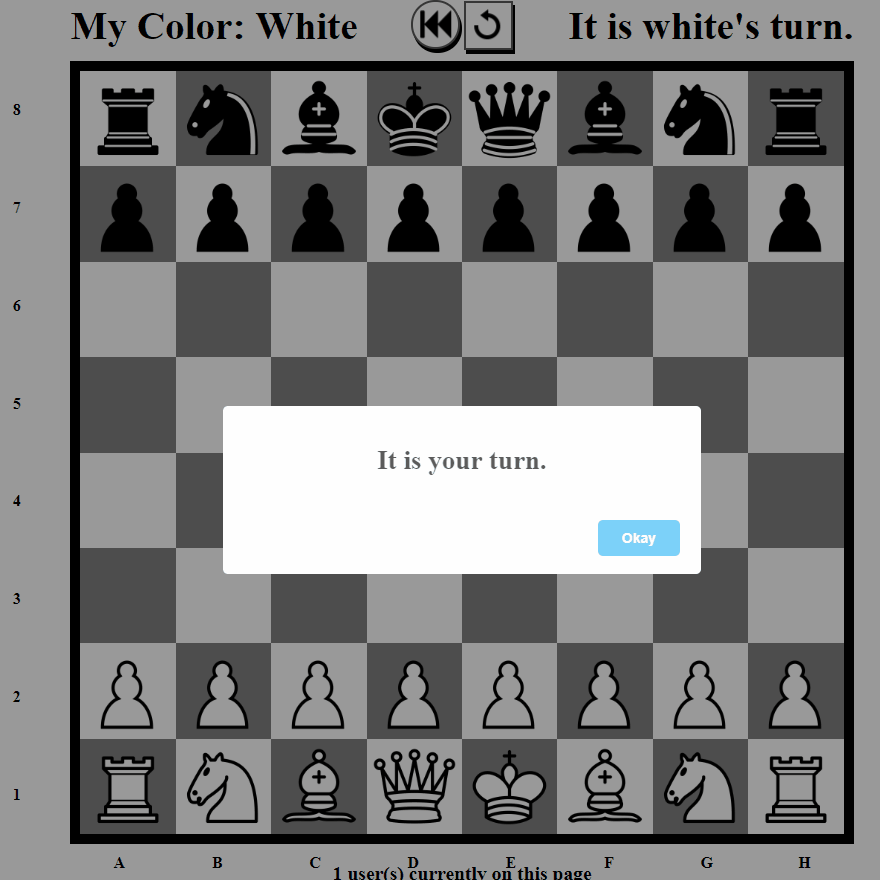 My Color: White
It is white's turn.
8
7
6
5
4
3
2
1
It is your turn.
Okay
A B C D E F G H
1 user(s) currently on this page